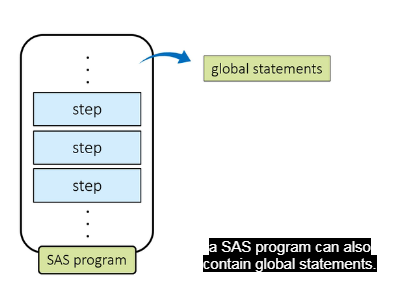 global statements
step
step
step
SAS program
a SAS program can also
contain global statements.